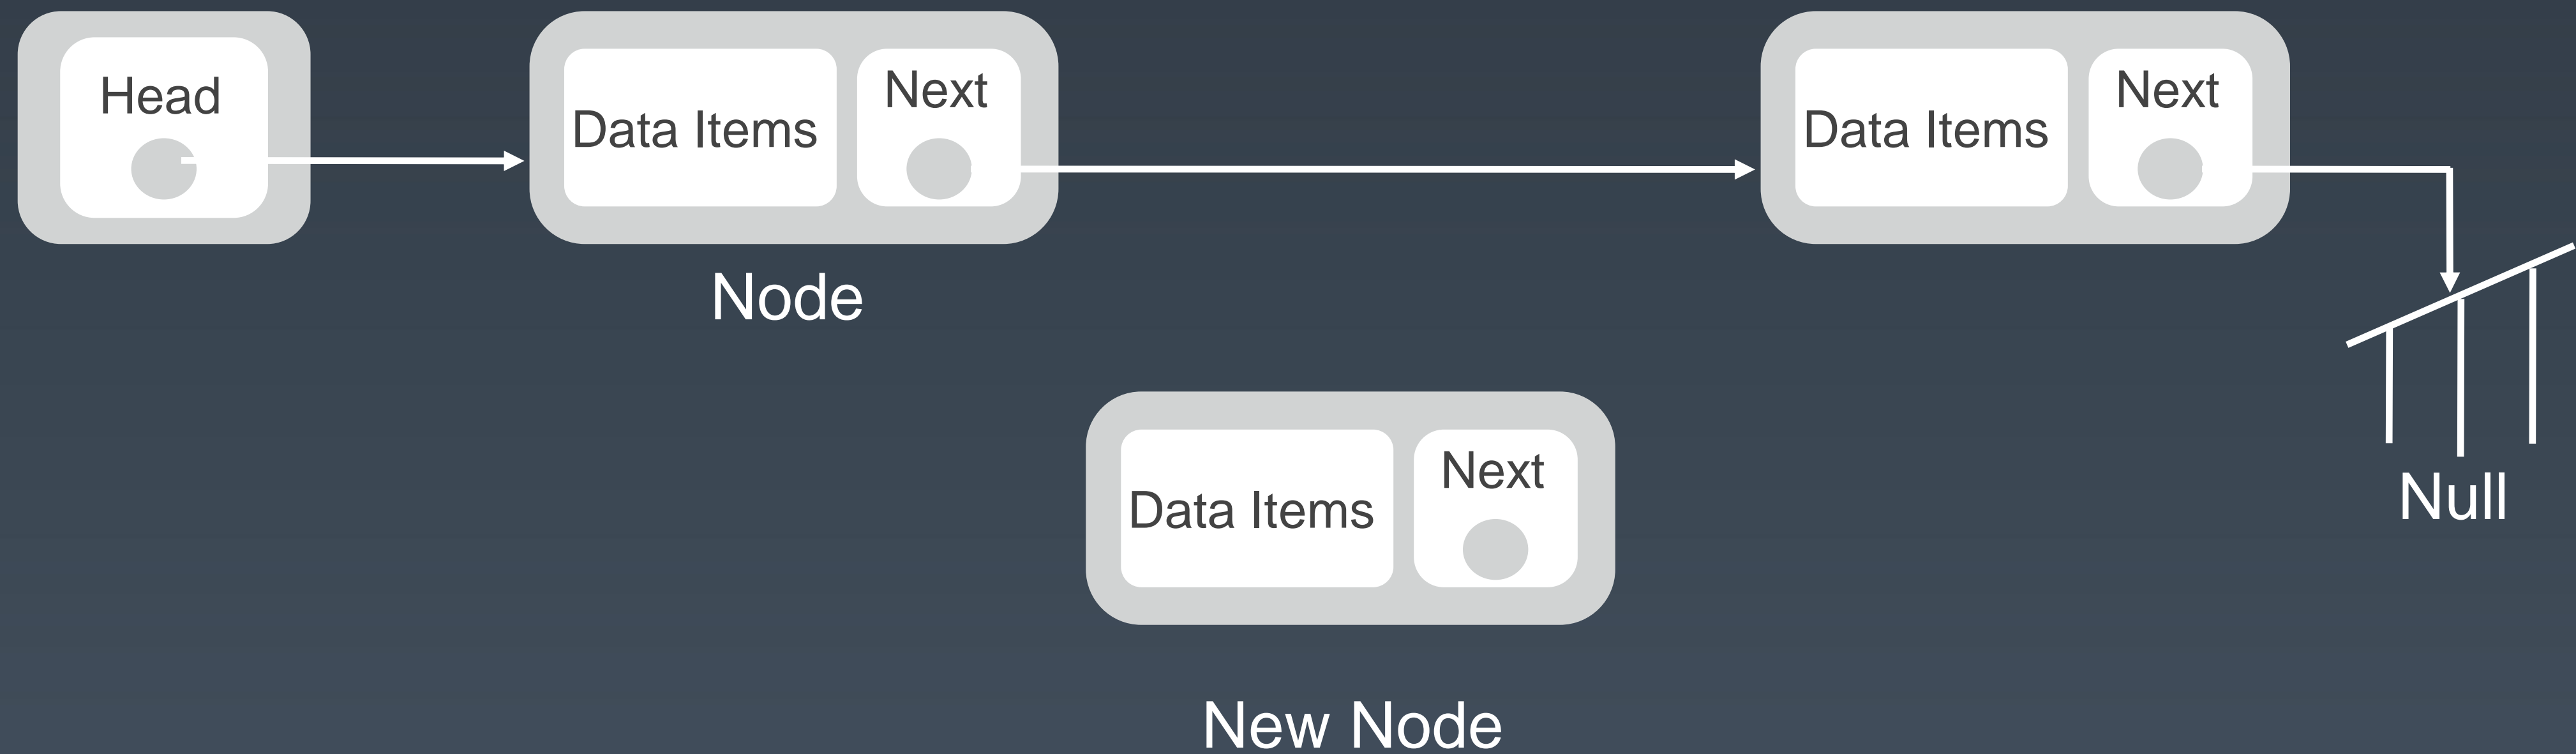 Head
Data Items
Next
Data Items
Next
Node
Data Items
Next
Null
New Node